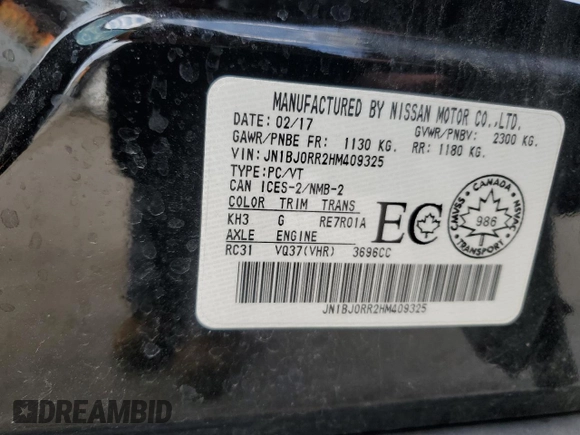 MANUFACTURED BY NISSAN MOTOR CO.,LTD.
DATE: 02/17 GVWR/PNBV: 2300 KG.
GAWR/PNBE FR: 1130 KG. RR: 1180 KG.
VIN: JN1BJ0RR2HM409325
TYPE: PC/VT
CAN ICES-2/NMB-2
COLOR TRIM TRANS
KH3 G RE7R01A
AXLE ENGINE
RC31 VQ37(VHR) 3696CC
EC
CANADA
CMVSS NSVAC
986
TRANSPORT
JN1BJ0RR2HM409325
DREAMBID